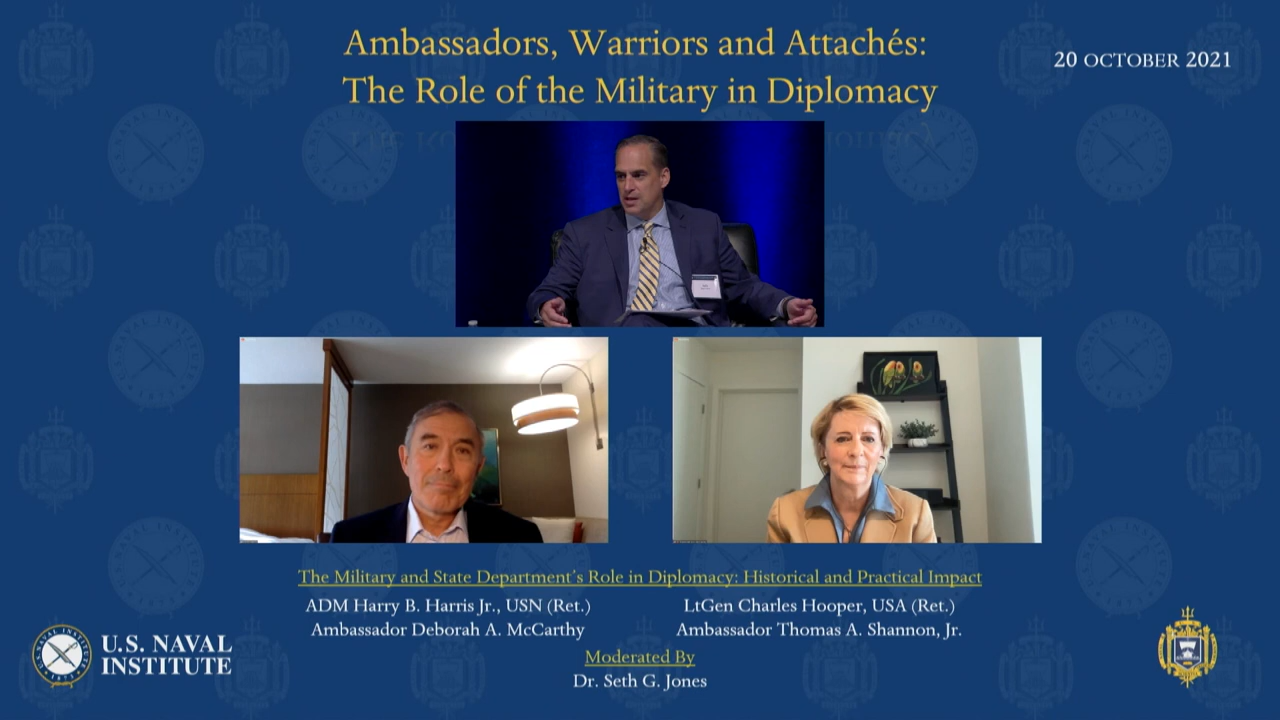 Ambassadors, Warriors and Attachés:
The Role of the Military in Diplomacy
20 OCTOBER 2021
The Military and State Department's Role in Diplomacy: Historical and Practical Impact
ADM Harry B. Harris Jr., USN (Ret.)
Ambassador Deborah A. McCarthy
LtGen Charles Hooper, USA (Ret.)
Ambassador Thomas A. Shannon, Jr.
Moderated By
Dr. Seth G. Jones
U.S. NAVAL
INSTITUTE